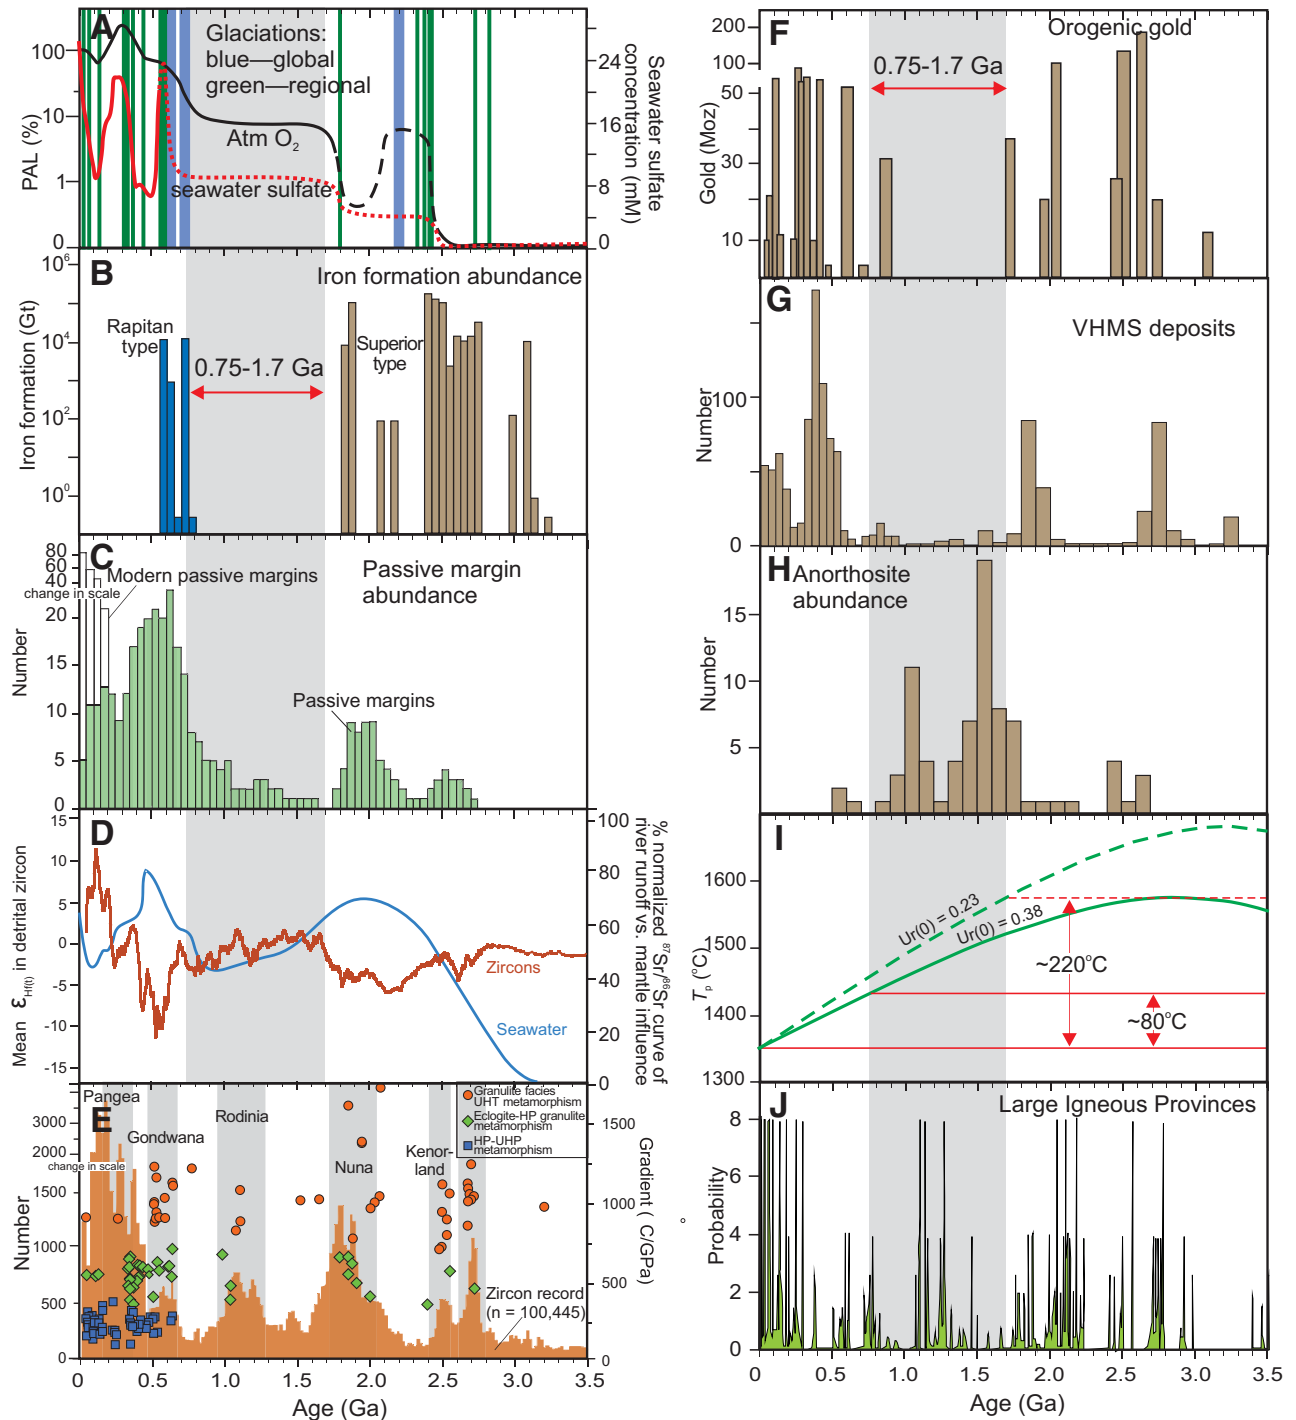 A
Glaciations:
blue—global
green—regional
Atm O₂
seawater sulfate
PAL (%)
100
10
1
0
24
16
8
0
Seawater sulfate
concentration (mM)
B
Iron formation abundance
Rapitan
type
Superior
type
0.75-1.7 Ga
Iron formation (Gt)
10⁶
10⁴
10²
10⁰
C
Modern passive margins
change in scale
Passive margin
abundance
Passive margins
Number
80
60
40
20
15
10
5
0
D
Zircons
Seawater
Mean εHf(t) in detrital zircon
15
10
5
0
-5
-10
-15
100
80
60
40
20
0
% normalized ⁸⁷Sr/⁸⁶Sr curve of
river runoff vs. mantle influence
E
Pangea
Gondwana
Rodinia
Nuna
Kenor-
land
change in scale
Granulite facies
UHT metamorphism
Eclogite-HP granulite
metamorphism
HP-UHP
metamorphism
Zircon record
(n = 100,445)
Number
3000
2000
1500
1000
500
0
1500
1000
500
0
Gradient ( C/GPa)
°
0 0.5 1.0 1.5 2.0 2.5 3.0 3.5
Age (Ga)
F
Orogenic gold
0.75-1.7 Ga
Gold (Moz)
200
100
50
30
10
G
VHMS deposits
Number
100
0
H
Anorthosite
abundance
Number
15
10
5
I
Ur(0) = 0.23
Ur(0) = 0.38
~220°C
~80°C
Tp (°C)
1600
1500
1400
1300
J
Large Igneous Provinces
Probability
8
6
4
2
0
0 0.5 1.0 1.5 2.0 2.5 3.0 3.5
Age (Ga)